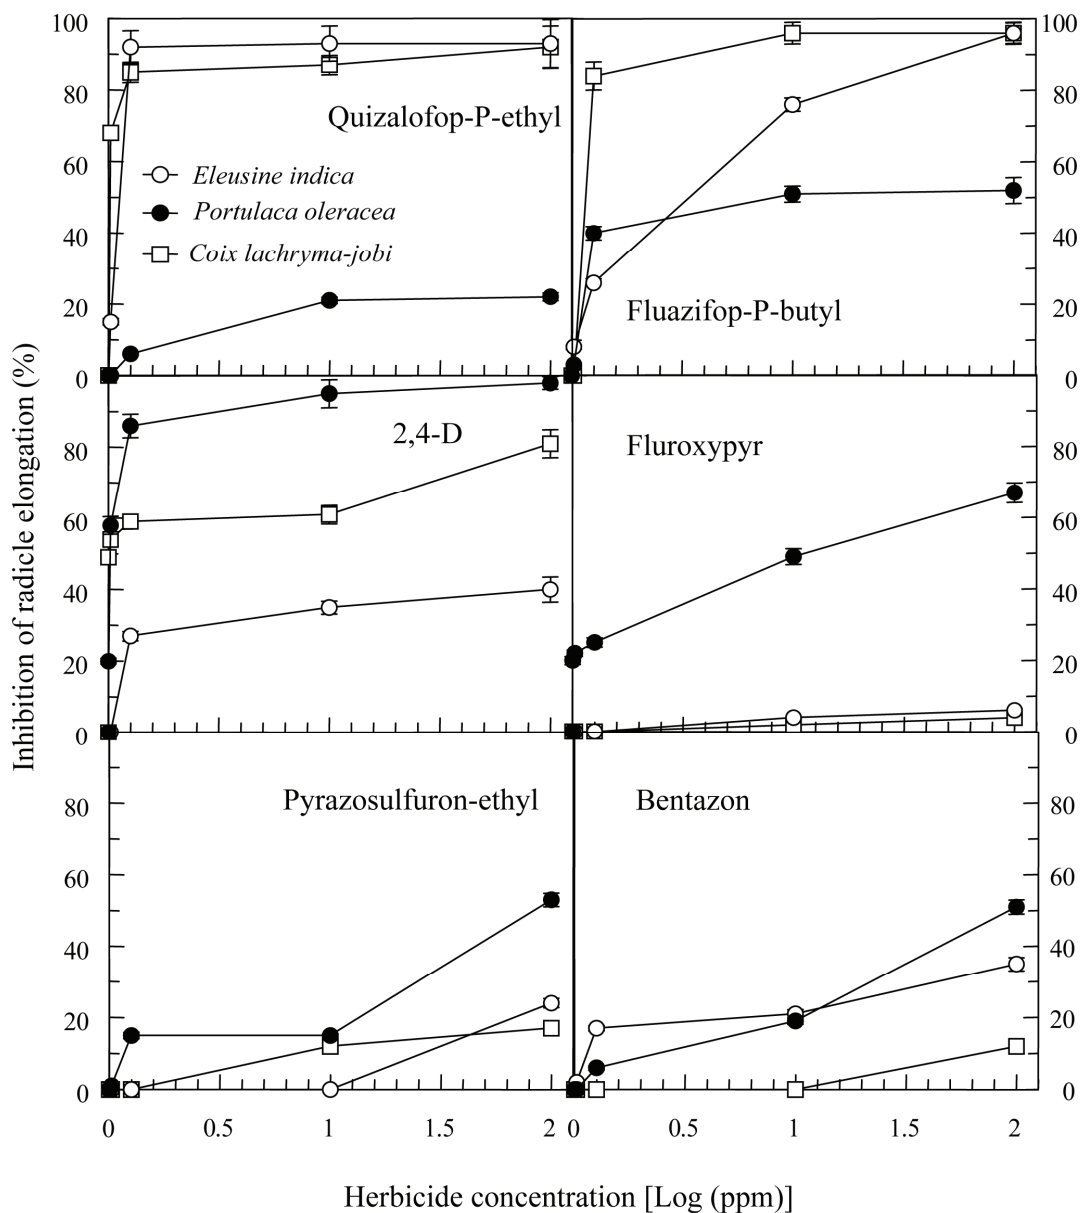 100
80
60
40
20
0
Quizalofop-P-ethyl
Eleusine indica
Portulaca oleracea
Coix lachryma-jobi
100
80
60
40
20
0
Fluazifop-P-butyl
80
60
40
20
0
2,4-D
80
60
40
20
0
Fluroxypyr
80
60
40
20
0
Pyrazosulfuron-ethyl
80
60
40
20
0
Bentazon
0 0.5 1 1.5 2
0 0.5 1 1.5 2
Inhibition of radicle elongation (%)
Herbicide concentration [Log (ppm)]